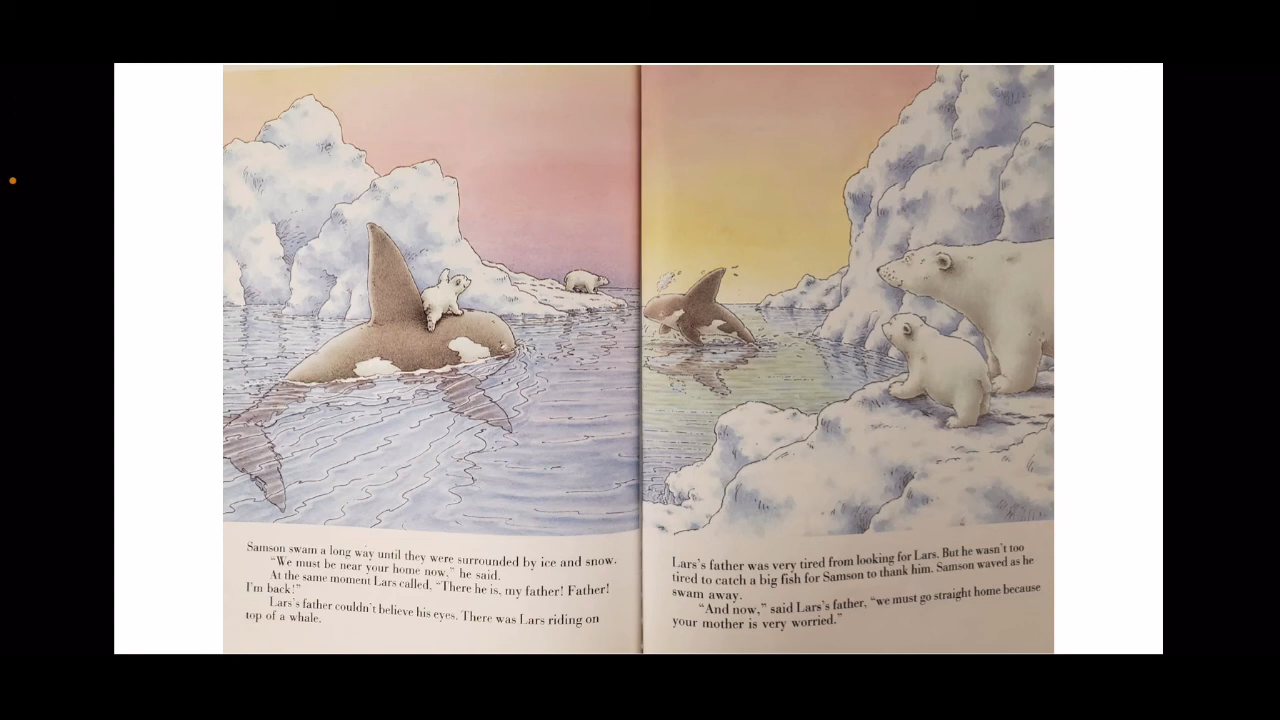 Samson swam a long way until they were surrounded by ice and snow.
"We must be near your home now," he said.
At the same moment Lars called, "There he is, my father! Father!
I'm back!"
Lars's father couldn't believe his eyes. There was Lars riding on
top of a whale.
Lars's father was very tired from looking for Lars. But he wasn't too
tired to catch a big fish for Samson to thank him. Samson waved as he
swam away.
"And now," said Lars's father, "we must go straight home because
your mother is very worried."